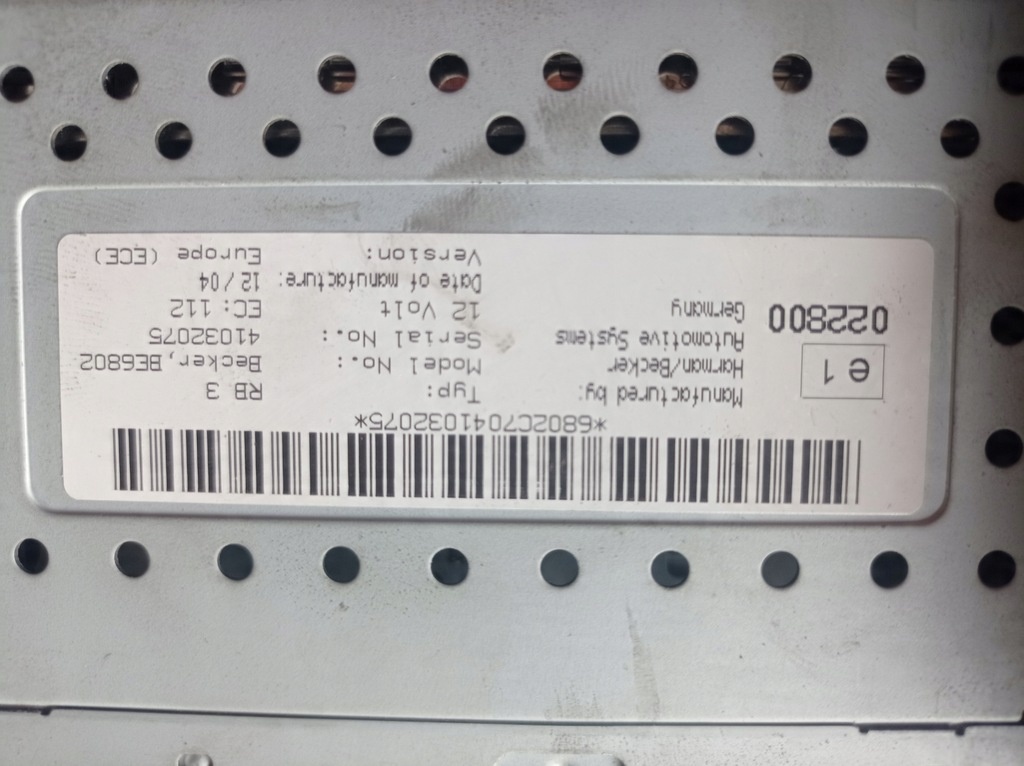 *6802C7041032075*
e 1
022800
Manufactured by:
Harman/Becker
Automotive Systems
Germany
Typ: RB 3
Model No.: Becker, BE6802
Serial No.: 41032075
12 Volt EC: 112
Date of manufacture: 12/04
Version: Europe (ECE)